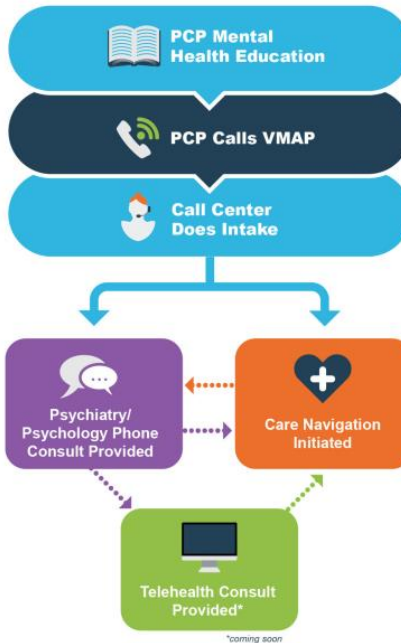 PCP Mental
Health Education
PCP Calls VMAP
Call Center
Does Intake
Psychiatry/
Psychology Phone
Consult Provided
Care Navigation
Initiated
Telehealth Consult
Provided*
*coming soon